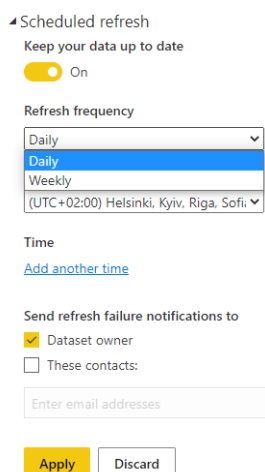 Scheduled refresh
Keep your data up to date
On
Refresh frequency
Daily
Daily
Weekly
(UTC+02:00) Helsinki, Kyiv, Riga, Sofi
Time
Add another time
Send refresh failure notifications to
Dataset owner
These contacts:
Enter email addresses
Apply Discard